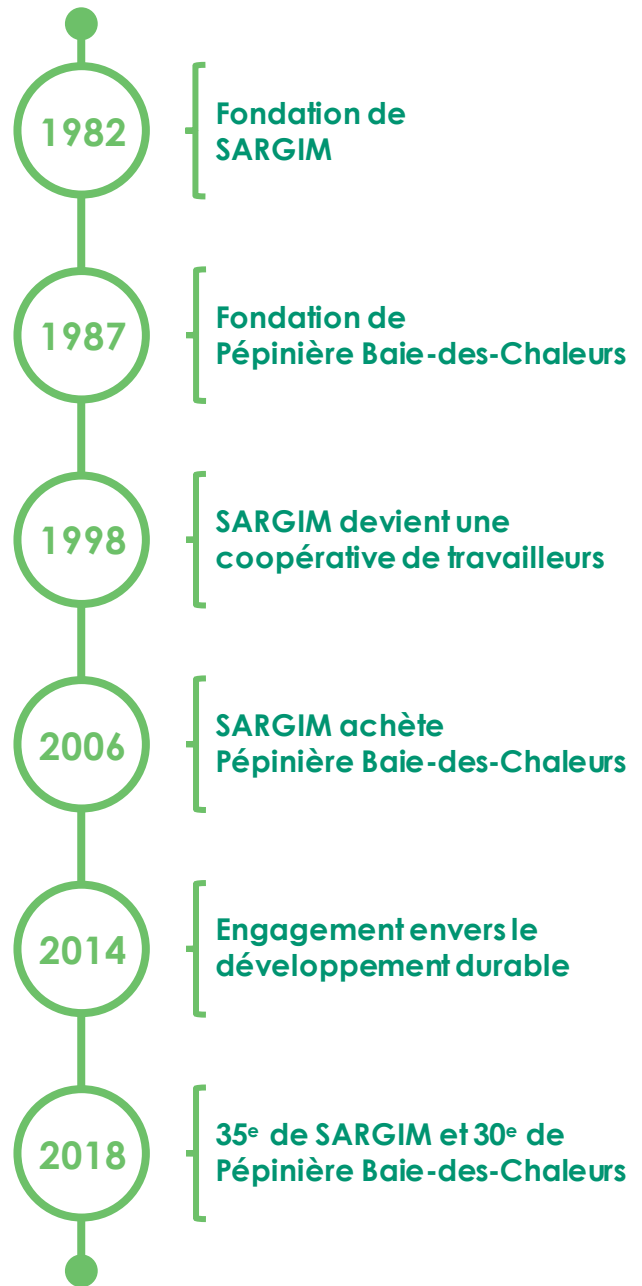 1982
Fondation de
SARGIM
1987
Fondation de
Pépinière Baie-des-Chaleurs
1998
SARGIM devient une
coopérative de travailleurs
2006
SARGIM achète
Pépinière Baie-des-Chaleurs
2014
Engagement envers le
développement durable
2018
35ᵉ de SARGIM et 30ᵉ de
Pépinière Baie-des-Chaleurs